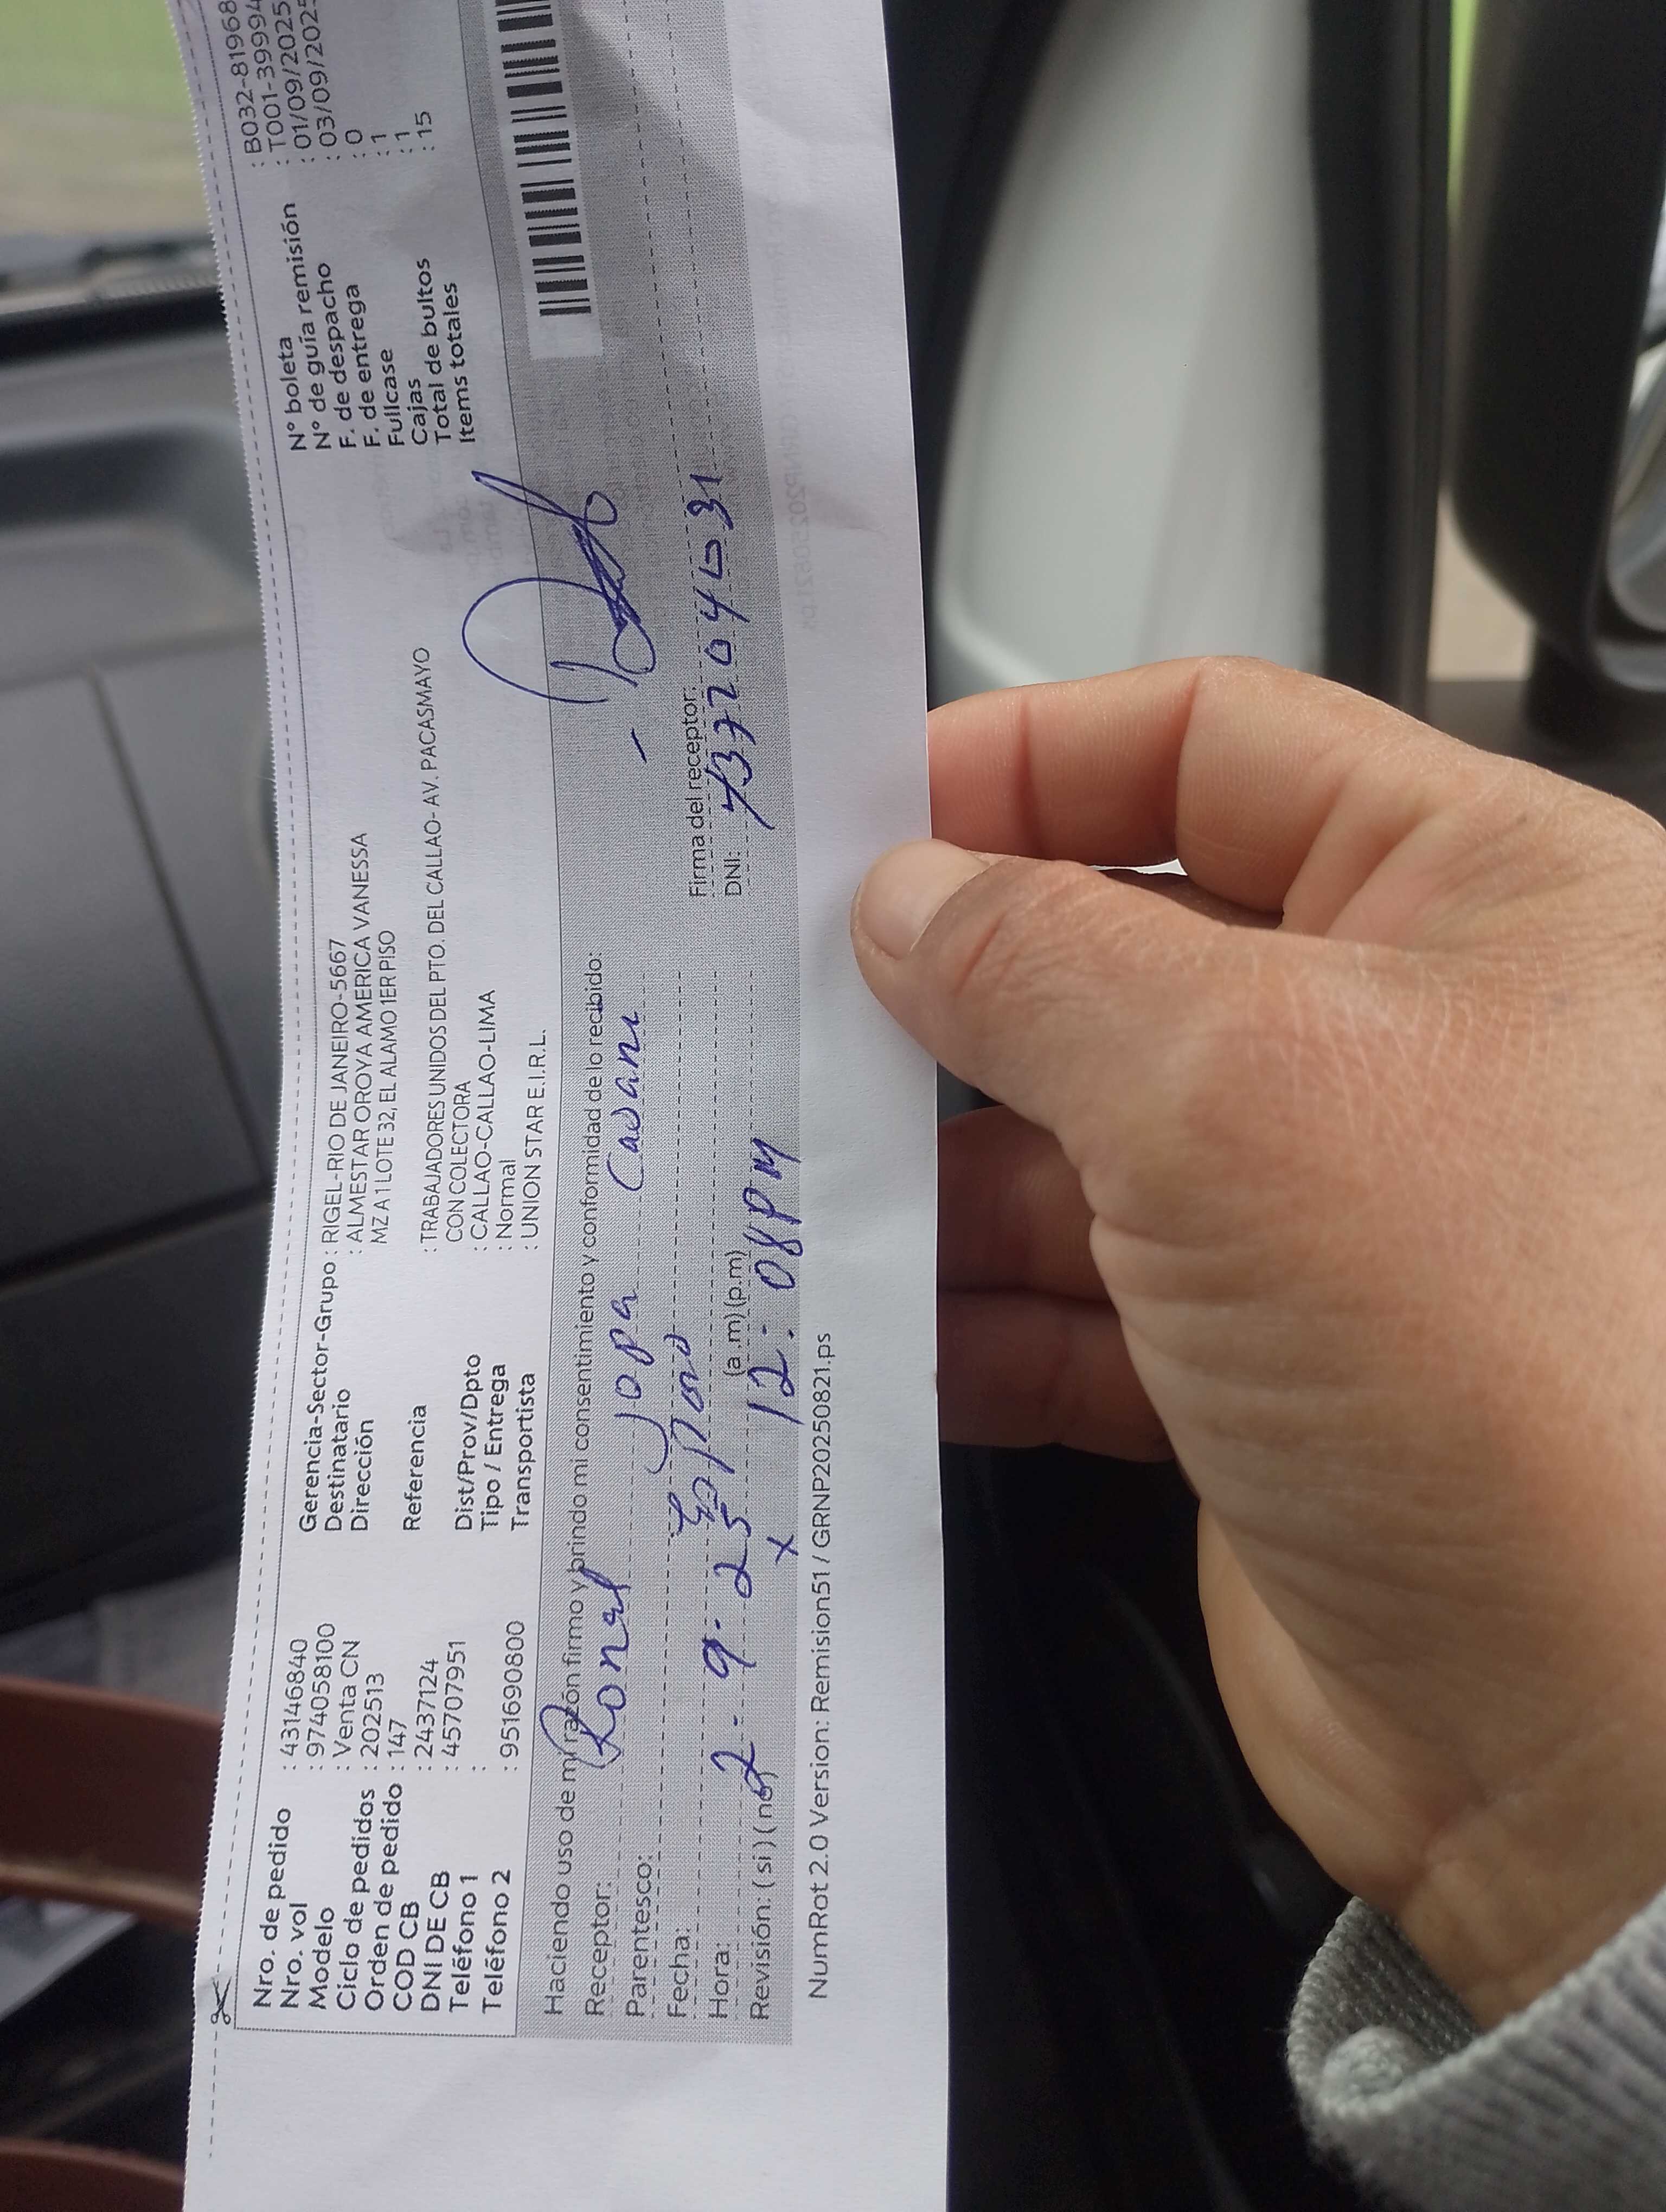 Nro. de pedido : 43146840
Nro. vol : 974058100
Modelo : Venta CN
Ciclo de pedidos : 202513
Orden de pedido : 147
COD CB : 2437124
DNI DE CB : 45707951
Teléfono 1 :
Teléfono 2 : 951690800
Gerencia-Sector-Grupo : RIGEL-RIO DE JANEIRO-5667
Destinatario : ALMESTAR OROYA AMERICA VANESSA
Dirección MZ A 1 LOTE 32, EL ALAMO 1ER PISO
Referencia : TRABAJADORES UNIDOS DEL PTO. DEL CALLAO- AV. PACASMAYO
CON COLECTORA
Dist/Prov/Dpto : CALLAO-CALLAO-LIMA
Tipo / Entrega : Normal
Transportista : UNION STAR E.I.R.L.
N° boleta : B032-81968
N° de guía remisión : T001-39994
F. de despacho : 01/09/2025
F. de entrega : 03/09/202
Fullcase : 0
Cajas : 1
Total de bultos : 1
Items totales : 15
Haciendo uso de mi razón firmo y brindo mi consentimiento y conformidad de lo recibido:
Receptor: Ronal Jopa
Parentesco: Esposo
Fecha: 2-9-25
Hora: (a.m) (p.m) 12:08 PM
Revisión: (si) (no) x
Firma del receptor:
DNI:
NumRot 2.0 Version: Remision51 / GRNP20250821.ps